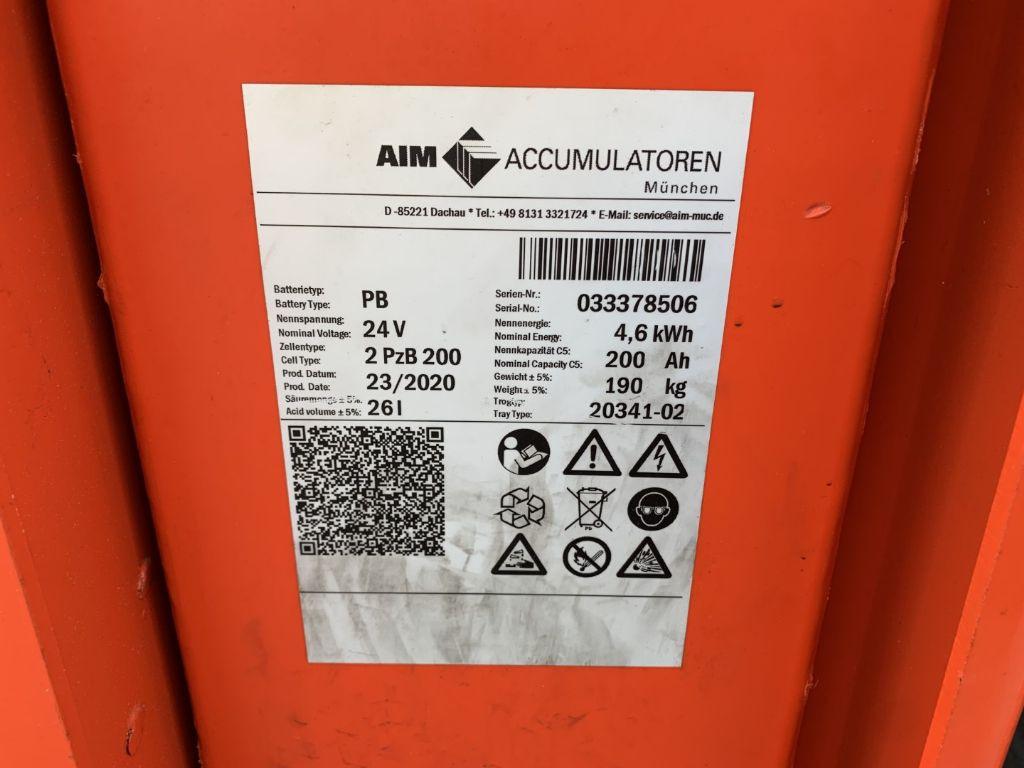 AIM ACCUMULATOREN
München
D -85221 Dachau * Tel.: +49 8131 3321724 * E-Mail: service@aim-muc.de
Batterietyp:
Battery Type: PB
Nennspannung:
Nominal Voltage: 24 V
Zellentype:
Cell Type: 2 PzB 200
Prod. Datum:
Prod. Date: 23/2020
Säuremenge ± 5%:
Acid volume ± 5%: 26 l
Serien-Nr.:
Serial-No.: 033378506
Nennenergie:
Nominal Energy: 4,6 kWh
Nennkapazität C5:
Nominal Capacity C5: 200 Ah
Gewicht ± 5%:
Weight ± 5%: 190 kg
Tray Type: 20341-02